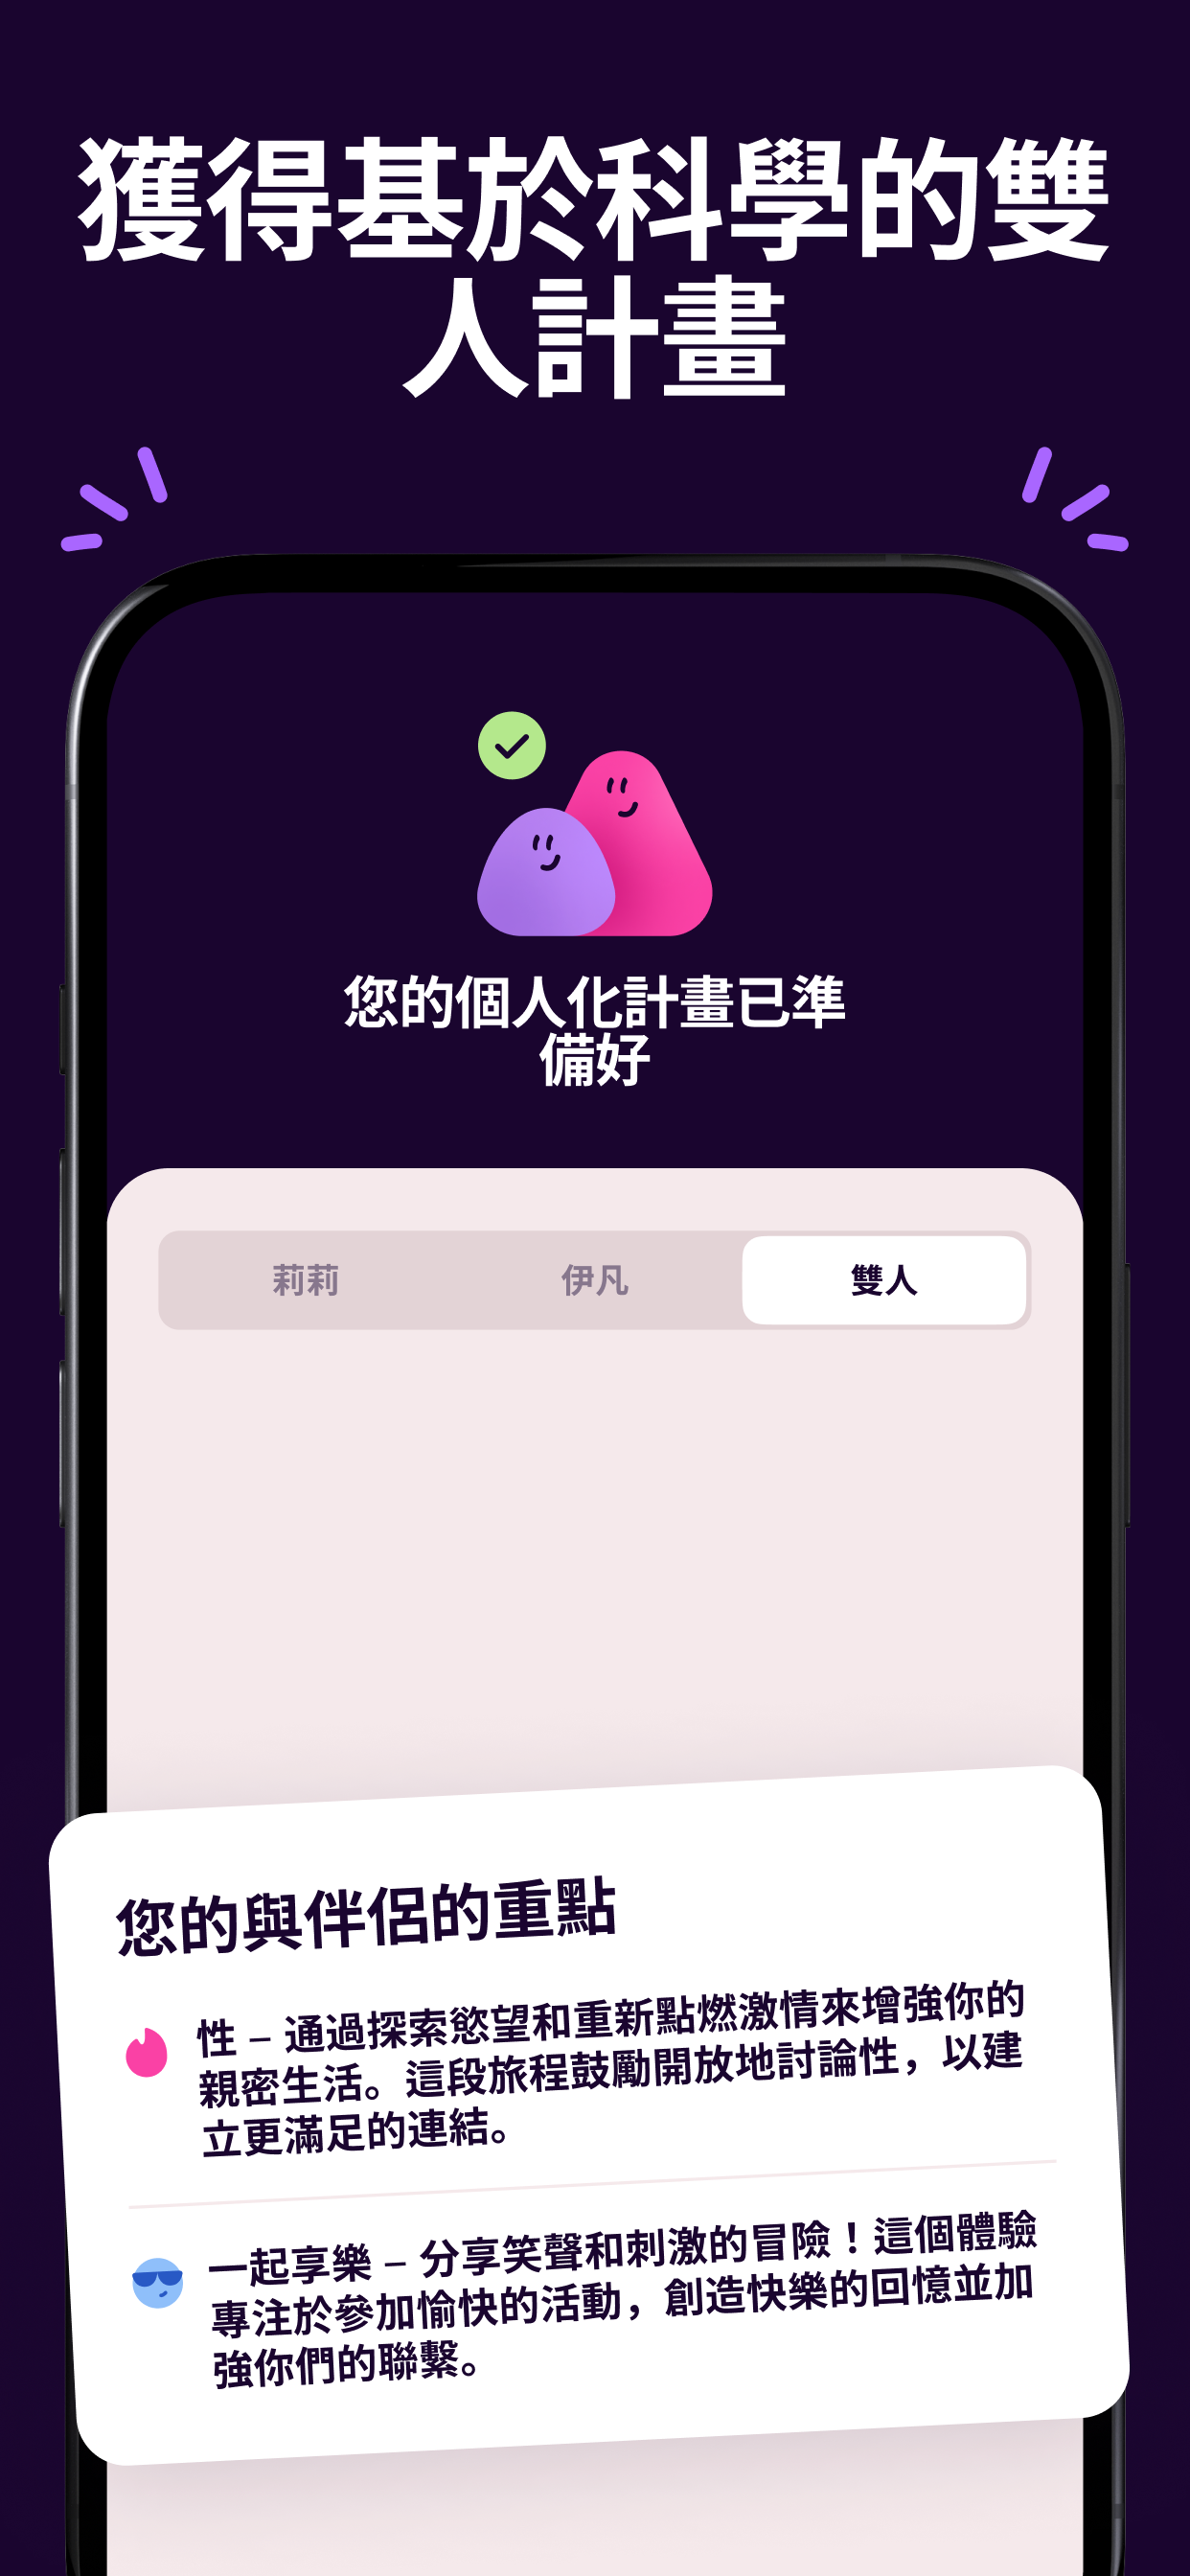 獲得基於科學的雙
人計畫
您的個人化計畫已準
備好
莉莉
伊凡
雙人
您的與伴侶的重點
性 – 通過探索慾望和重新點燃激情來增強你的
親密生活。這段旅程鼓勵開放地討論性，以建
立更滿足的連結。
一起享樂 – 分享笑聲和刺激的冒險！這個體驗
專注於參加愉快的活動，創造快樂的回憶並加
強你們的聯繫。